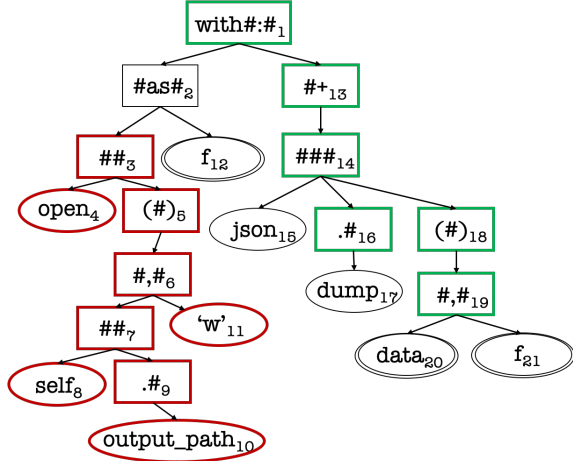 with#:#₁
#as#₂
#+₁₃
##₃
f₁₂
###₁₄
open₄
(#)₅
json₁₅
.#₁₆
(#)₁₈
#,#₆
dump₁₇
#,#₁₉
##₇
‘w’₁₁
data₂₀
f₂₁
self₈
.#₉
output_path₁₀